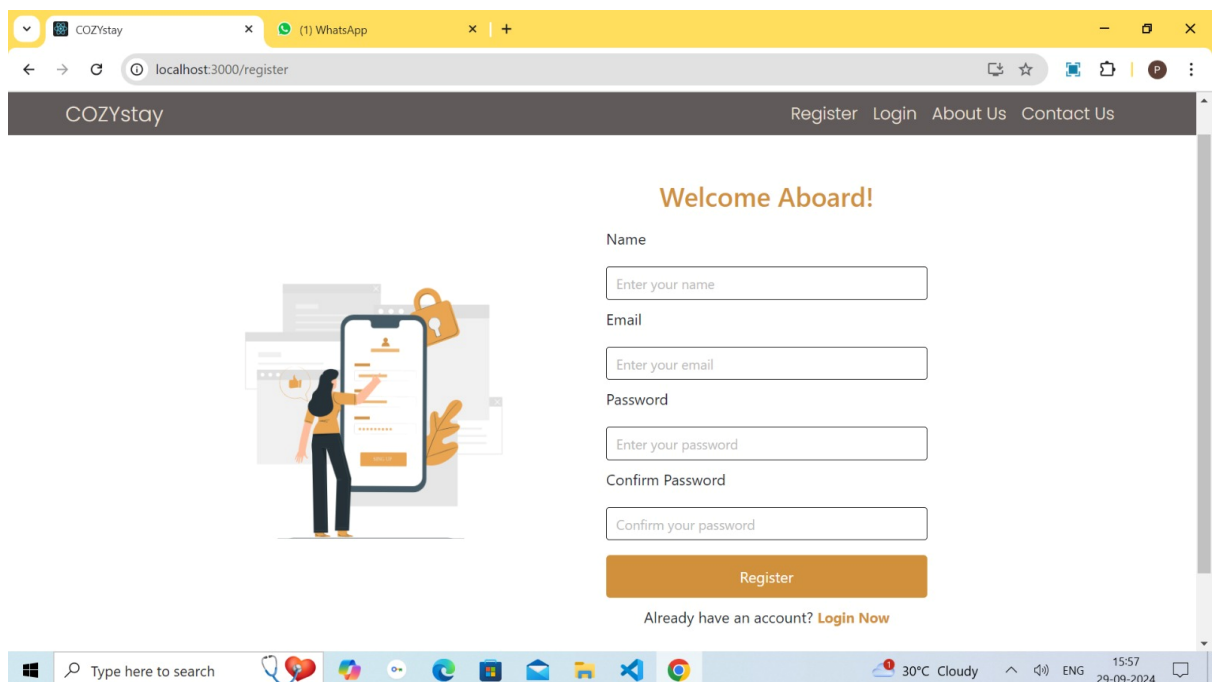 COZYstay
(1) WhatsApp
localhost:3000/register
P
COZYstay
Register Login About Us Contact Us
Welcome Aboard!
Name
Enter your name
Email
Enter your email
Password
Enter your password
Confirm Password
Confirm your password
Register
Already have an account? Login Now
Type here to search
1
30°C Cloudy
ENG
15:57
29-09-2024